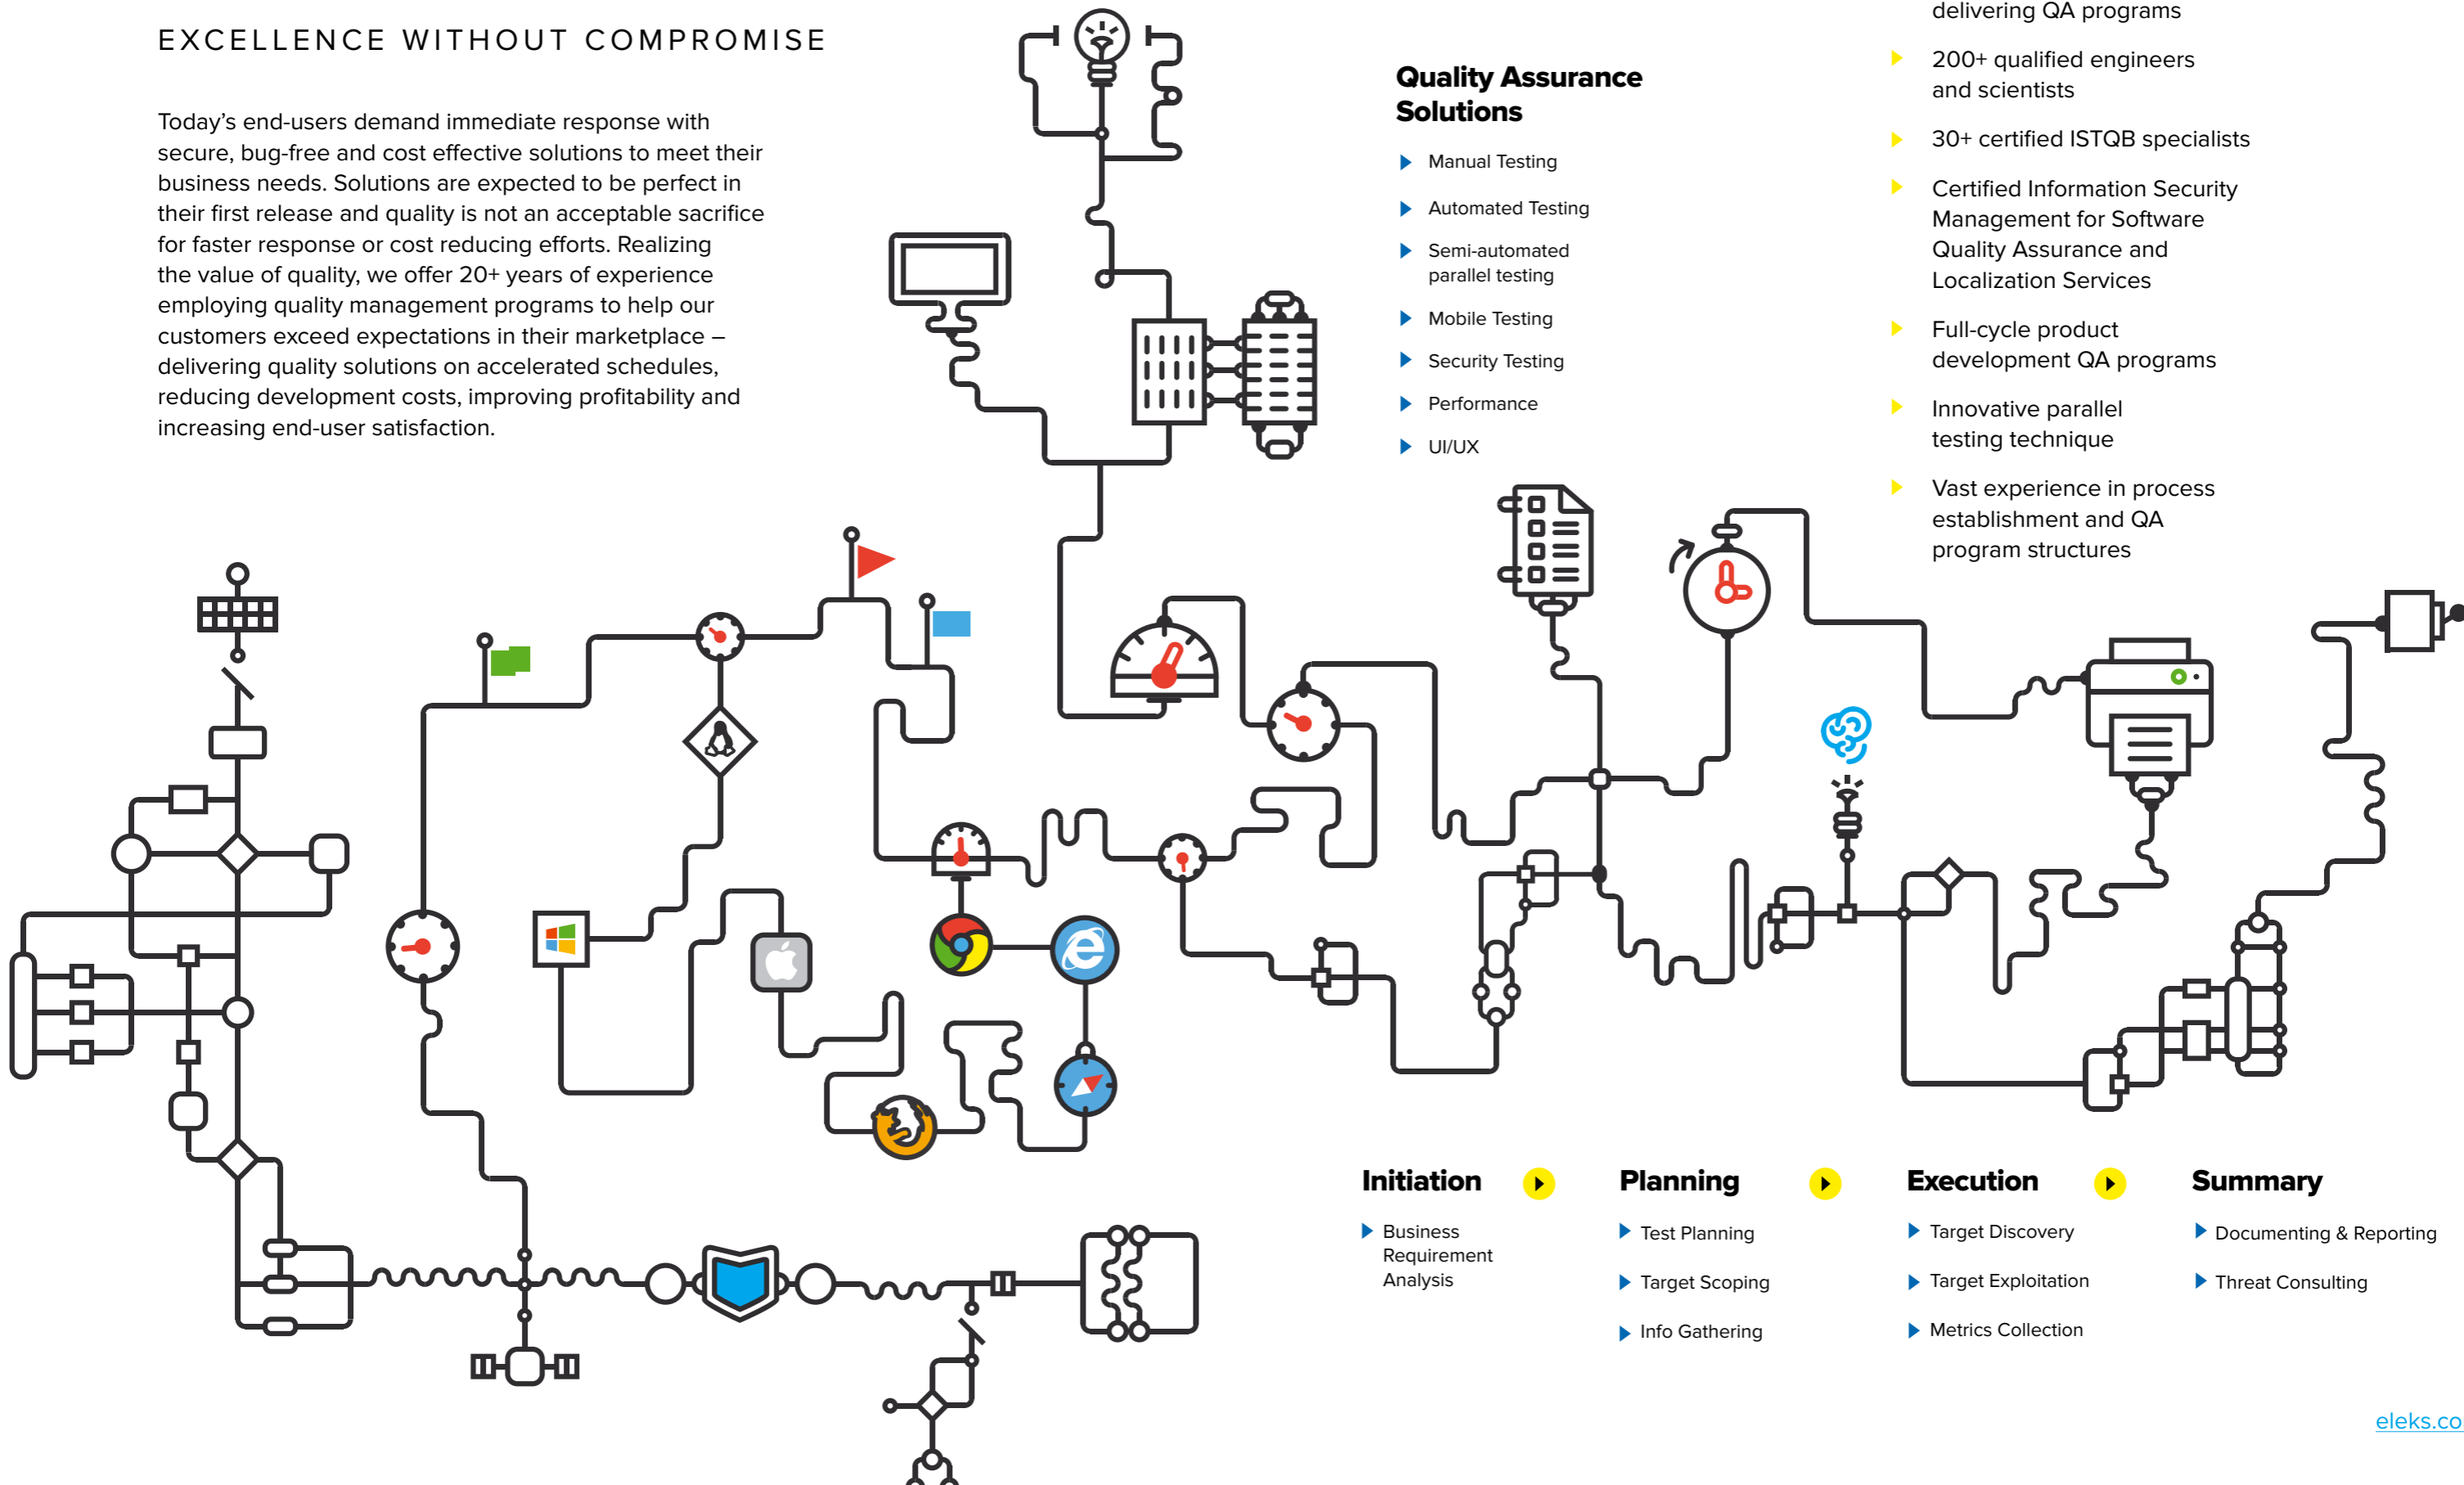 EXCELLENCE WITHOUT COMPROMISE
Today's end-users demand immediate response with
secure, bug-free and cost effective solutions to meet their
business needs. Solutions are expected to be perfect in
their first release and quality is not an acceptable sacrifice
for faster response or cost reducing efforts. Realizing
the value of quality, we offer 20+ years of experience
employing quality management programs to help our
customers exceed expectations in their marketplace –
delivering quality solutions on accelerated schedules,
reducing development costs, improving profitability and
increasing end-user satisfaction.
Quality Assurance
Solutions
Manual Testing
Automated Testing
Semi-automated
parallel testing
Mobile Testing
Security Testing
Performance
UI/UX
delivering QA programs
200+ qualified engineers
and scientists
30+ certified ISTQB specialists
Certified Information Security
Management for Software
Quality Assurance and
Localization Services
Full-cycle product
development QA programs
Innovative parallel
testing technique
Vast experience in process
establishment and QA
program structures
Initiation
Business
Requirement
Analysis
Planning
Test Planning
Target Scoping
Info Gathering
Execution
Target Discovery
Target Exploitation
Metrics Collection
Summary
Documenting & Reporting
Threat Consulting
eleks.co